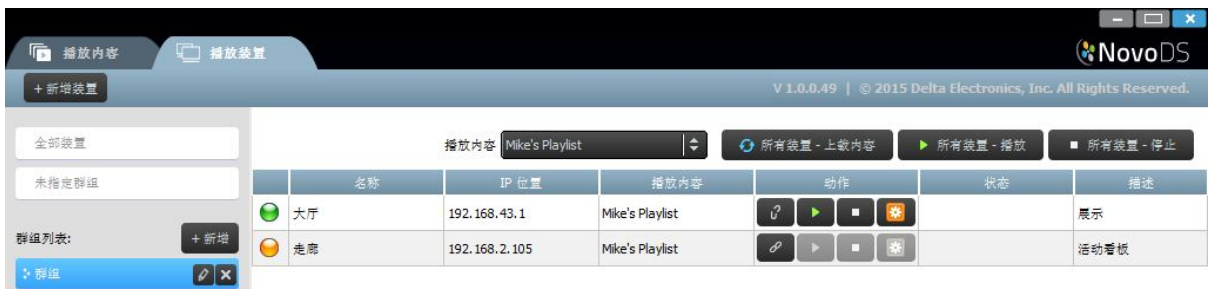 播放内容 播放装置 NovoDS
+ 新增装置 V 1.0.0.49 | © 2015 Delta Electronics, Inc. All Rights Reserved.
全部装置
播放内容 Mike's Playlist 所有装置 - 上载内容 所有装置 - 播放 所有装置 - 停止
未指定群组
名称 IP 位置 播放内容 动作 状态 描述
大厅 192.168.43.1 Mike's Playlist 展示
群组列表: + 新增
走廊 192.168.2.105 Mike's Playlist 活动看板
群组